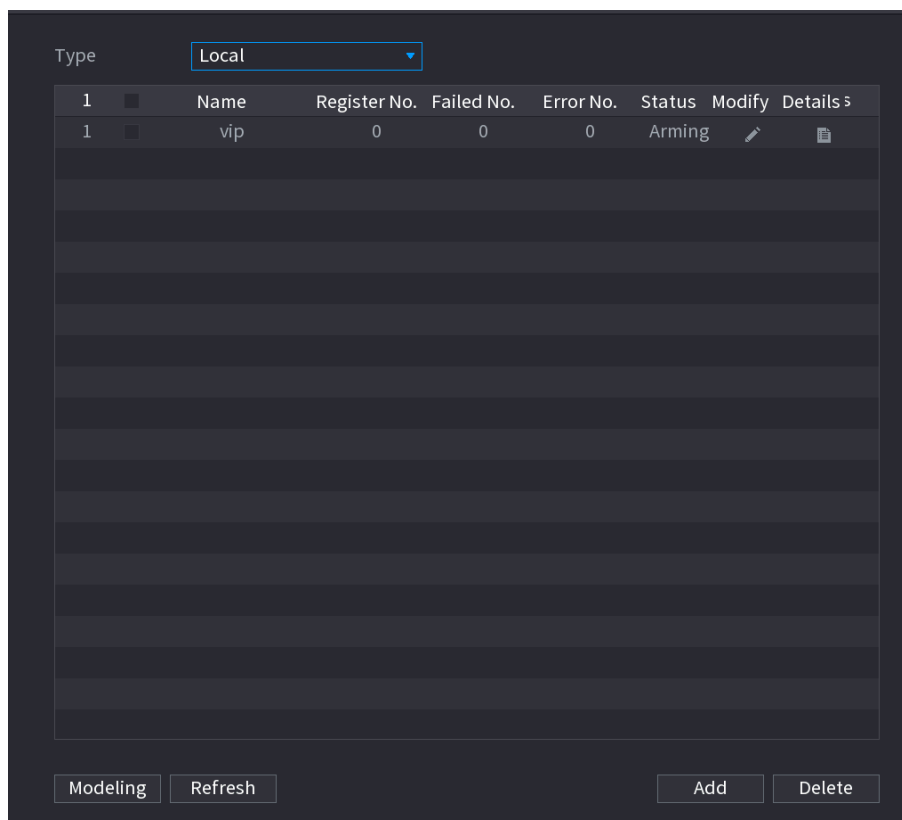 Type Local
1 Name Register No. Failed No. Error No. Status Modify Details s
1 vip 0 0 0 Arming
Modeling Refresh Add Delete